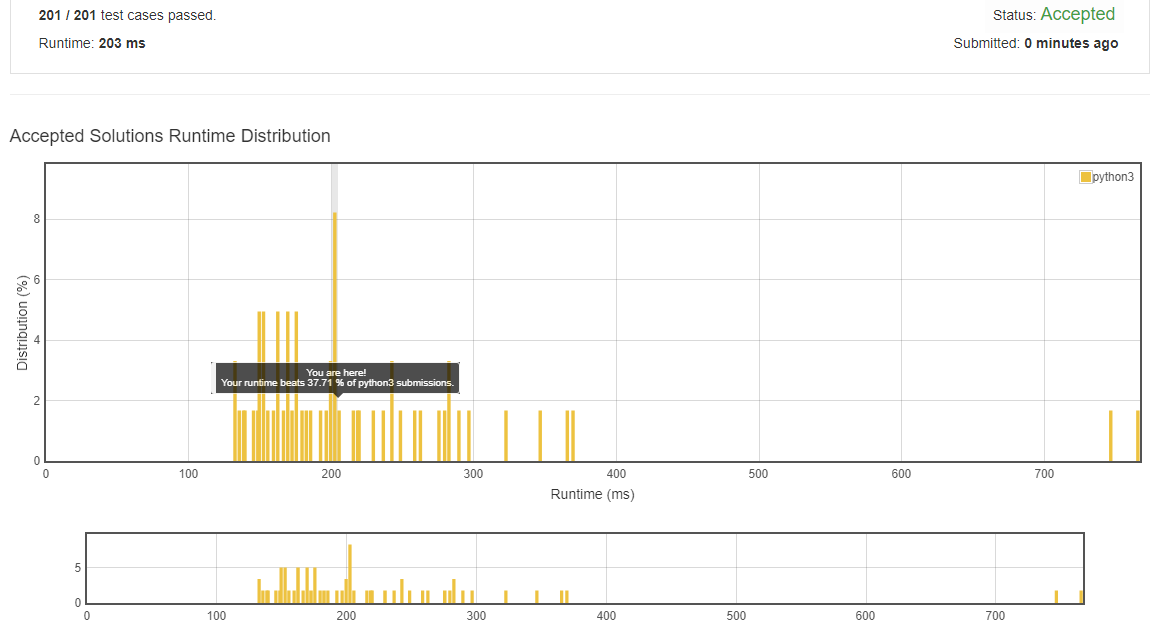 201 / 201 test cases passed.
Status: Accepted
Runtime: 203 ms
Submitted: 0 minutes ago
Accepted Solutions Runtime Distribution
python3
8
6
4
2
0
Distribution (%)
You are here!
Your runtime beats 37.71 % of python3 submissions.
0 100 200 300 400 500 600 700
Runtime (ms)
5
0
0 100 200 300 400 500 600 700